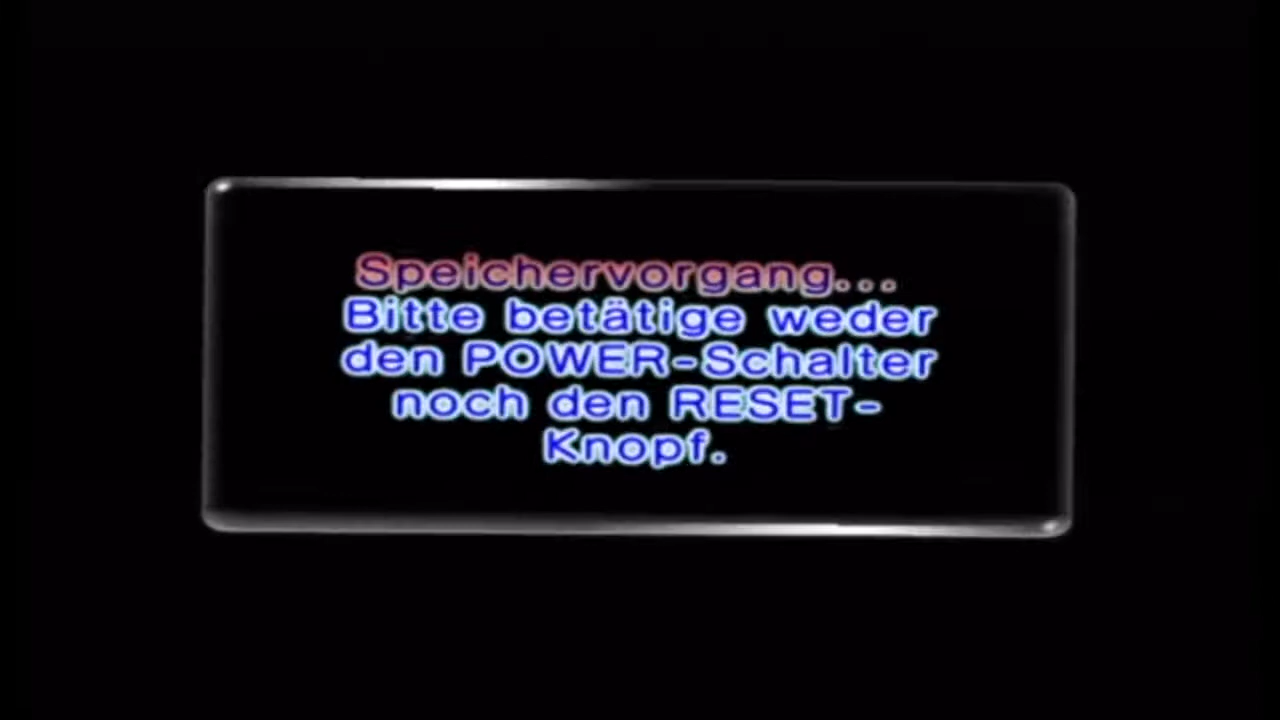 Speichervorgang...
Bitte betätige weder
den POWER-Schalter
noch den RESET-
Knopf.